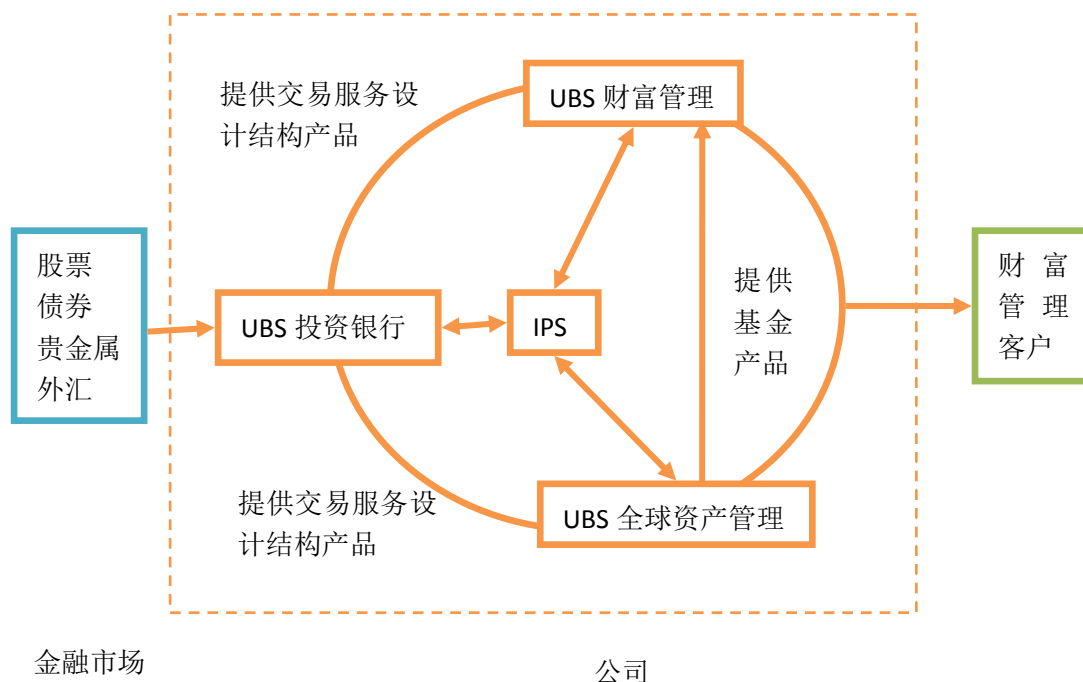 提供交易服务设
计结构产品
UBS 财富管理
股票
债券
贵金属
外汇
UBS 投资银行
IPS
提供
基金
产品
财 富
管 理
客户
提供交易服务设
计结构产品
UBS 全球资产管理
金融市场
公司